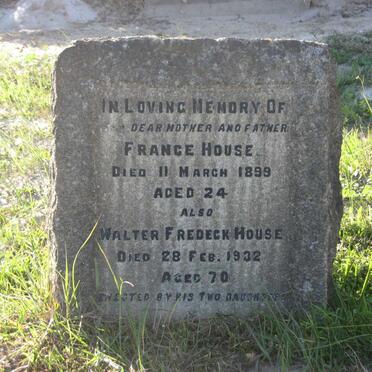 IN LOVING MEMORY OF
DEAR MOTHER AND FATHER
FRANCE HOUSE
DIED 11 MARCH 1899
AGED 24
ALSO
WALTER FREDECK HOUSE
DIED 28 FEB. 1932
AGED 70
ERECTED BY HIS TWO DAUGHTERS